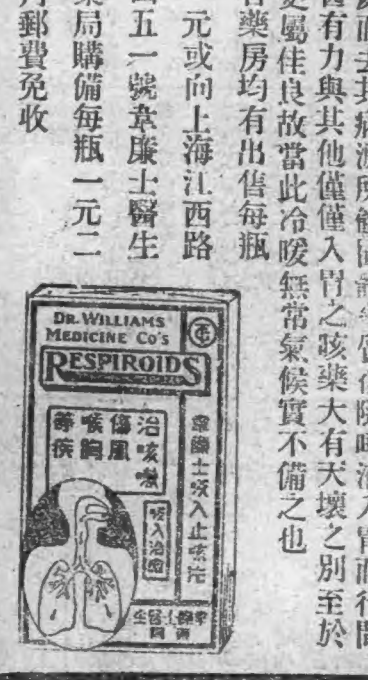 有力與其他僅僅入胃之咳藥大有天壤之別至於
更屬佳良故當此冷暖無常氣候實不備之也
藥房均有出售每瓶
元或向上海江西路
五一號韋廉士醫生
藥局購備每瓶一元二
郵費免收
DR. WILLIAMS
MEDICINE CO'S
RESPIROIDS
韋廉士吸入止咳片
治咳嗽
傷風
喉胸
等疾
吸入治愈